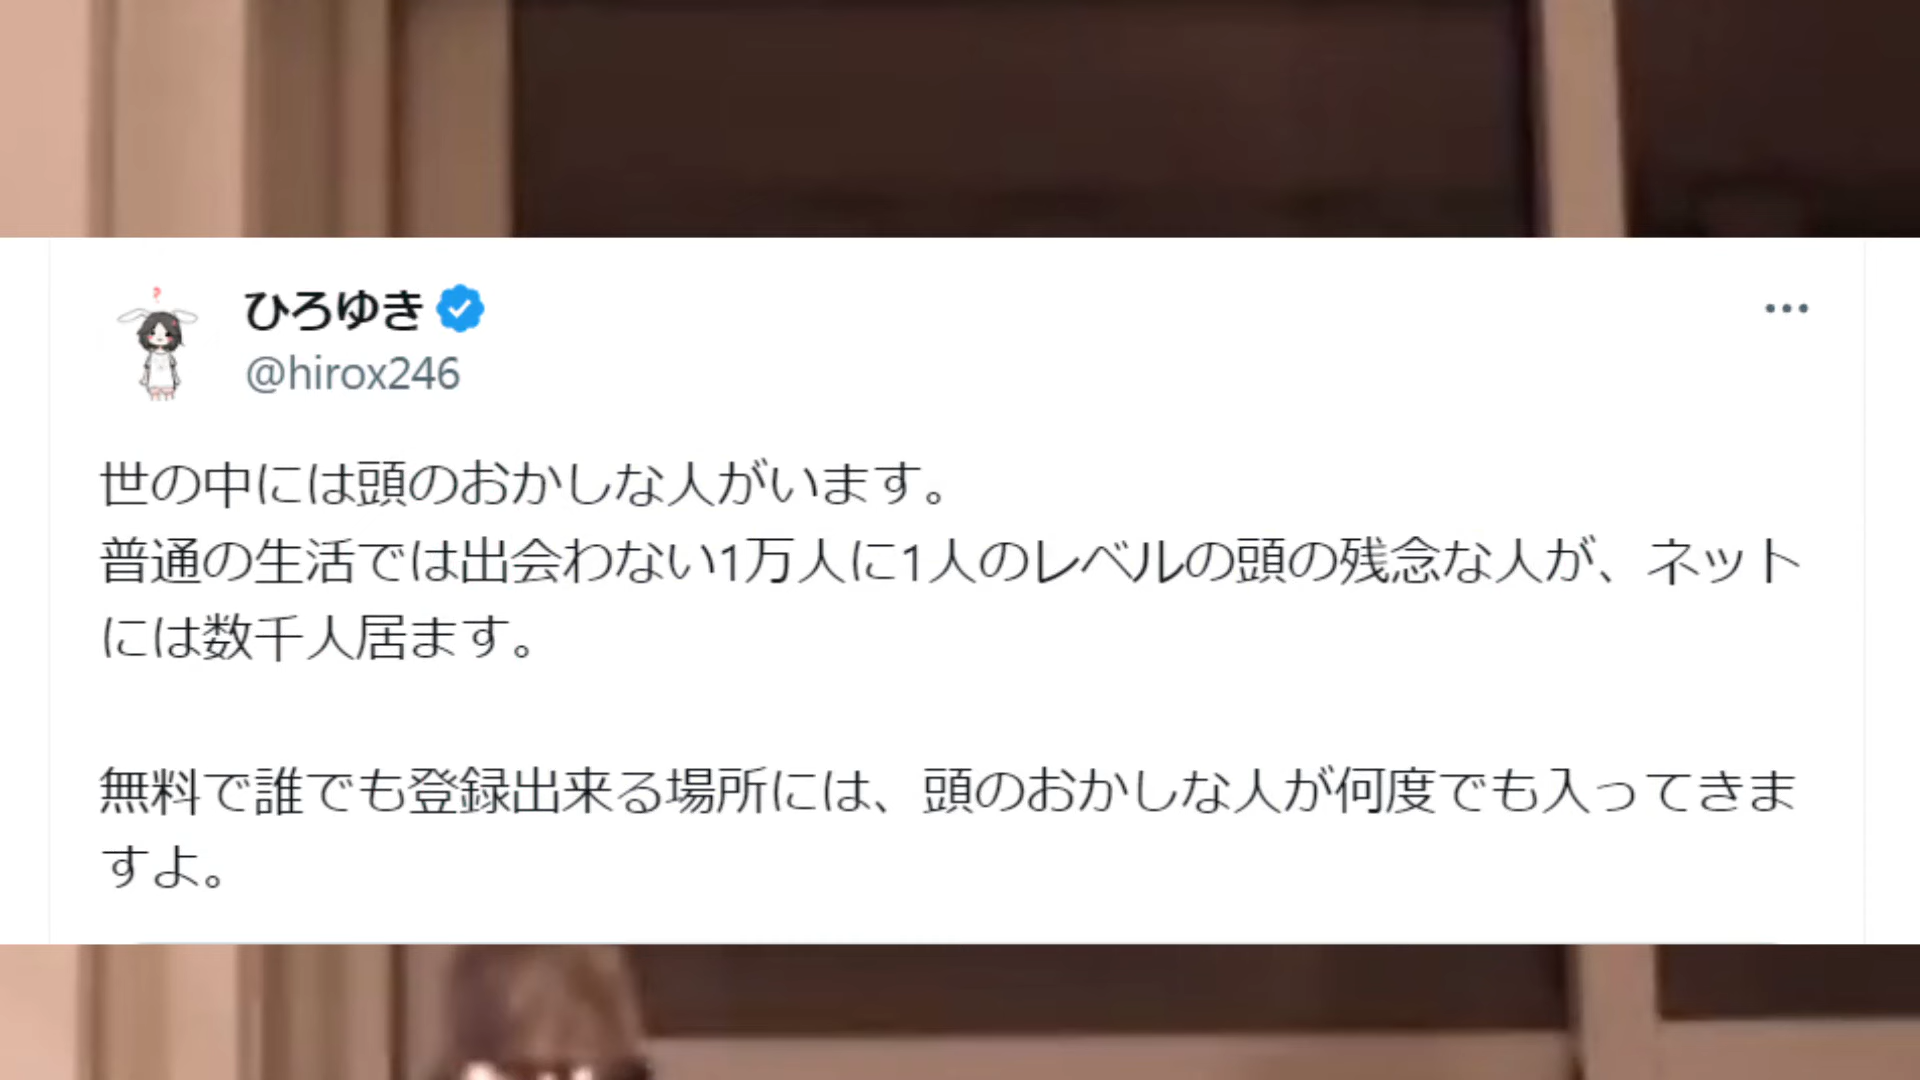 ひろゆき
@hirox246
世の中には頭のおかしな人がいます。
普通の生活では出会わない1万人に1人のレベルの頭の残念な人が、ネット
には数千人居ます。
無料で誰でも登録出来る場所には、頭のおかしな人が何度でも入ってきま
すよ。